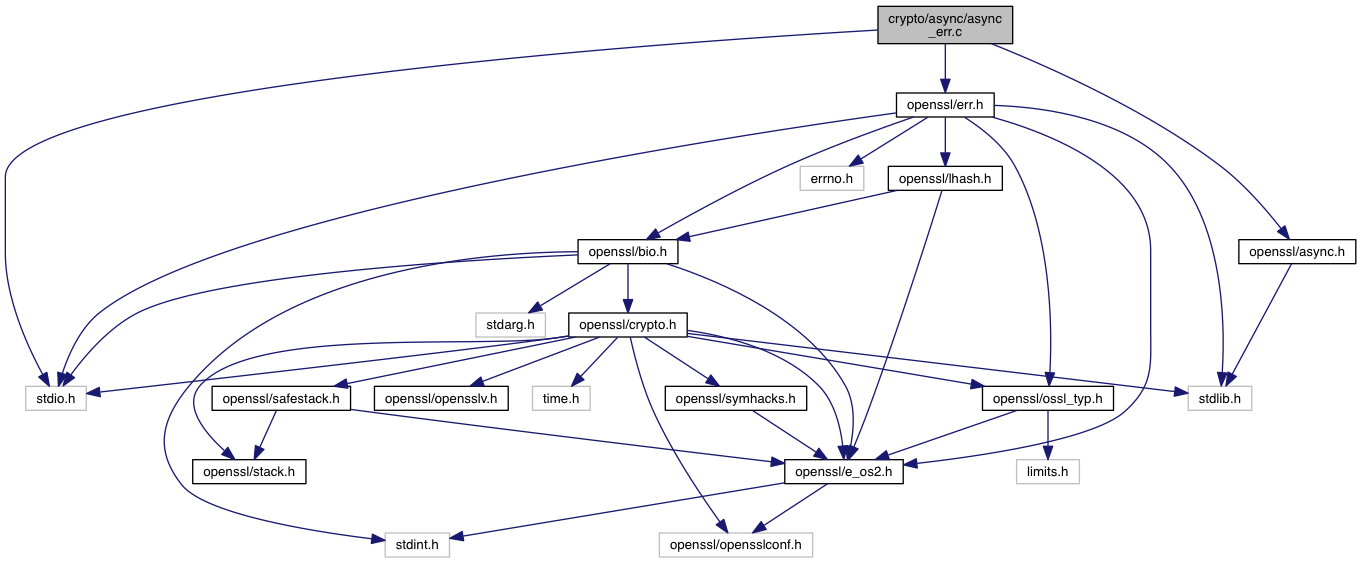 crypto/async/async
_err.c
openssl/err.h
errno.h
openssl/lhash.h
openssl/bio.h
openssl/async.h
stdarg.h
openssl/crypto.h
stdio.h
openssl/safestack.h
openssl/opensslv.h
time.h
openssl/symhacks.h
openssl/ossl_typ.h
stdlib.h
openssl/stack.h
openssl/e_os2.h
limits.h
stdint.h
openssl/opensslconf.h